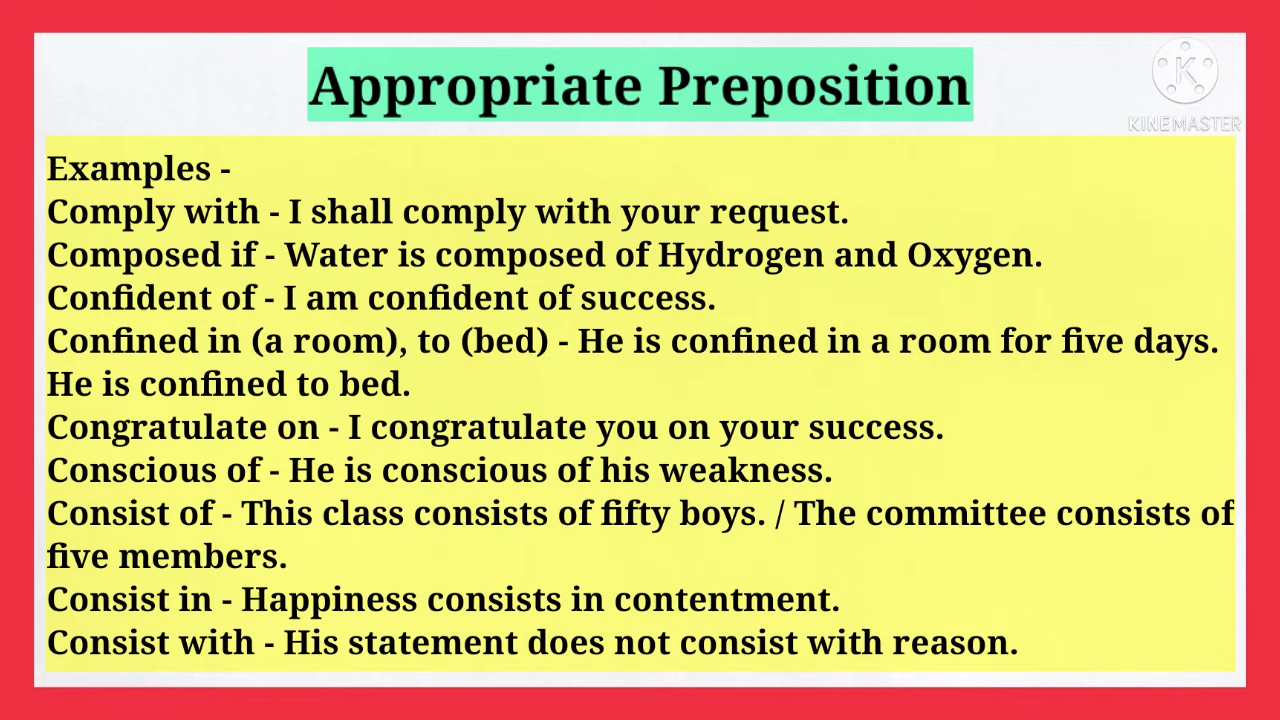 Appropriate Preposition
K
KINEMASTER
Examples -
Comply with - I shall comply with your request.
Composed if - Water is composed of Hydrogen and Oxygen.
Confident of - I am confident of success.
Confined in (a room), to (bed) - He is confined in a room for five days.
He is confined to bed.
Congratulate on - I congratulate you on your success.
Conscious of - He is conscious of his weakness.
Consist of - This class consists of fifty boys. / The committee consists of
five members.
Consist in - Happiness consists in contentment.
Consist with - His statement does not consist with reason.